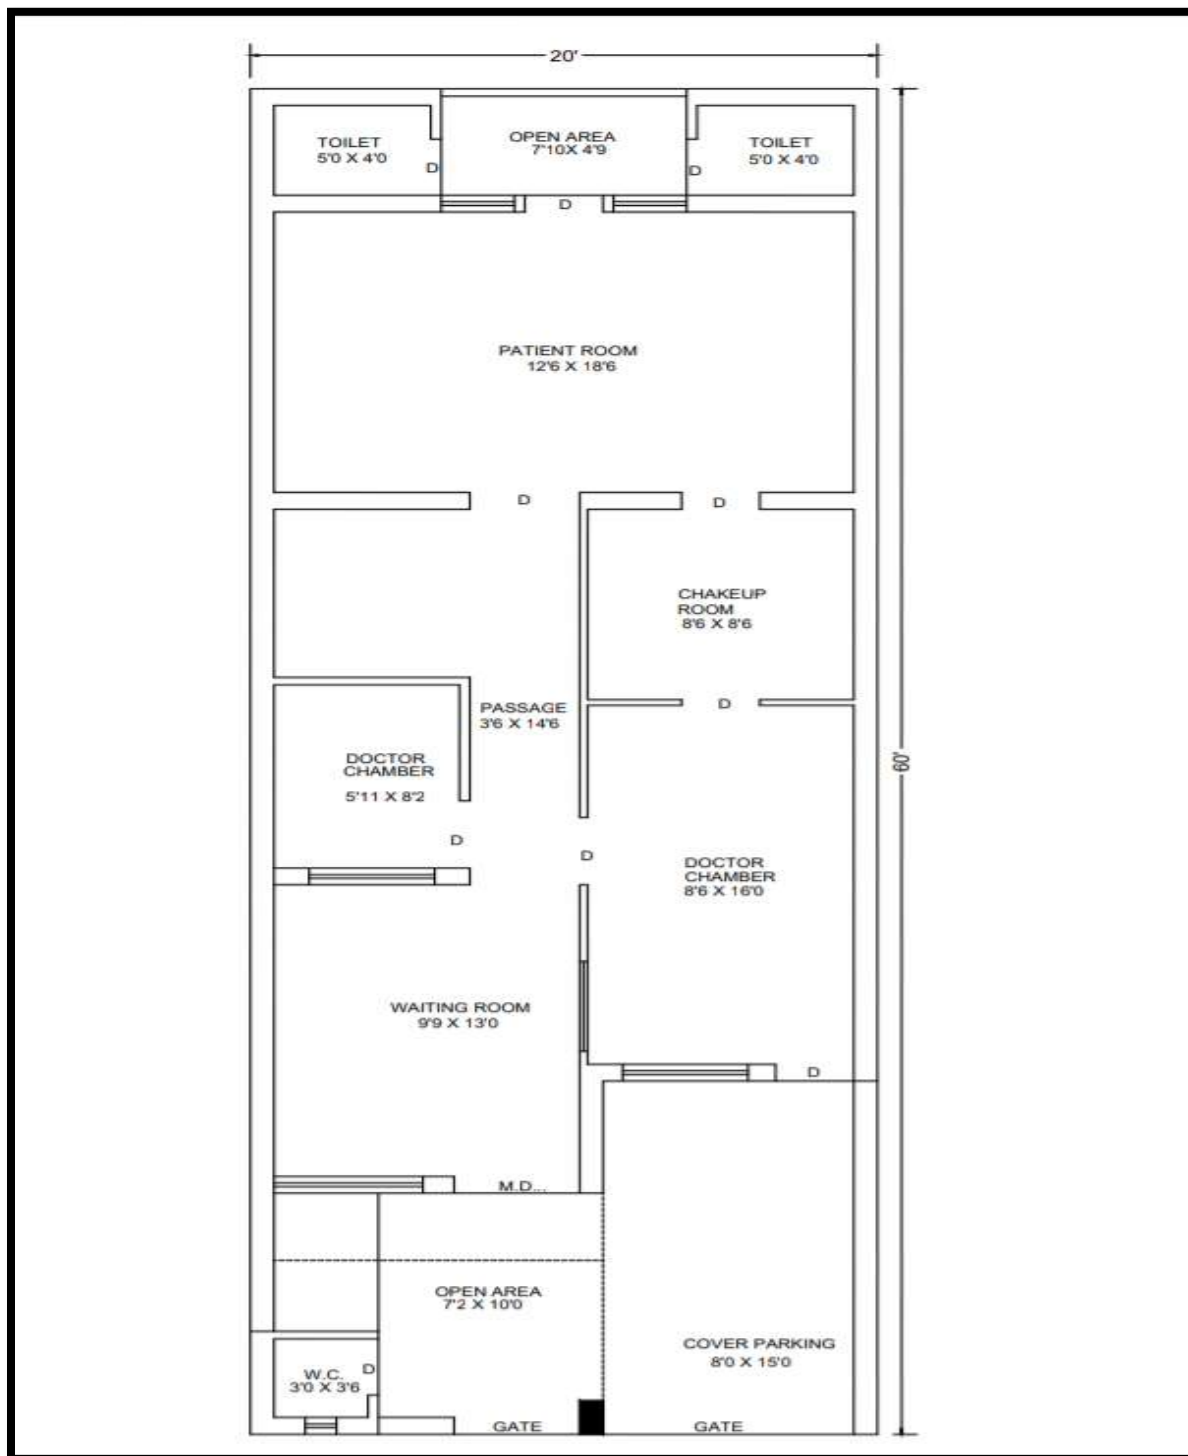 20'
TOILET
5'0 X 4'0
D
OPEN AREA
7'10X 4'9
D
TOILET
5'0 X 4'0
D
PATIENT ROOM
12'6 X 18'6
D
D
CHAKEUP
ROOM
8'6 X 8'6
D
PASSAGE
3'6 X 14'6
60'
DOCTOR
CHAMBER
5'11 X 8'2
D
D
DOCTOR
CHAMBER
8'6 X 16'0
WAITING ROOM
9'9 X 13'0
D
M.D...
OPEN AREA
7'2 X 10'0
COVER PARKING
8'0 X 15'0
W.C.
3'0 X 3'6
D
GATE
GATE